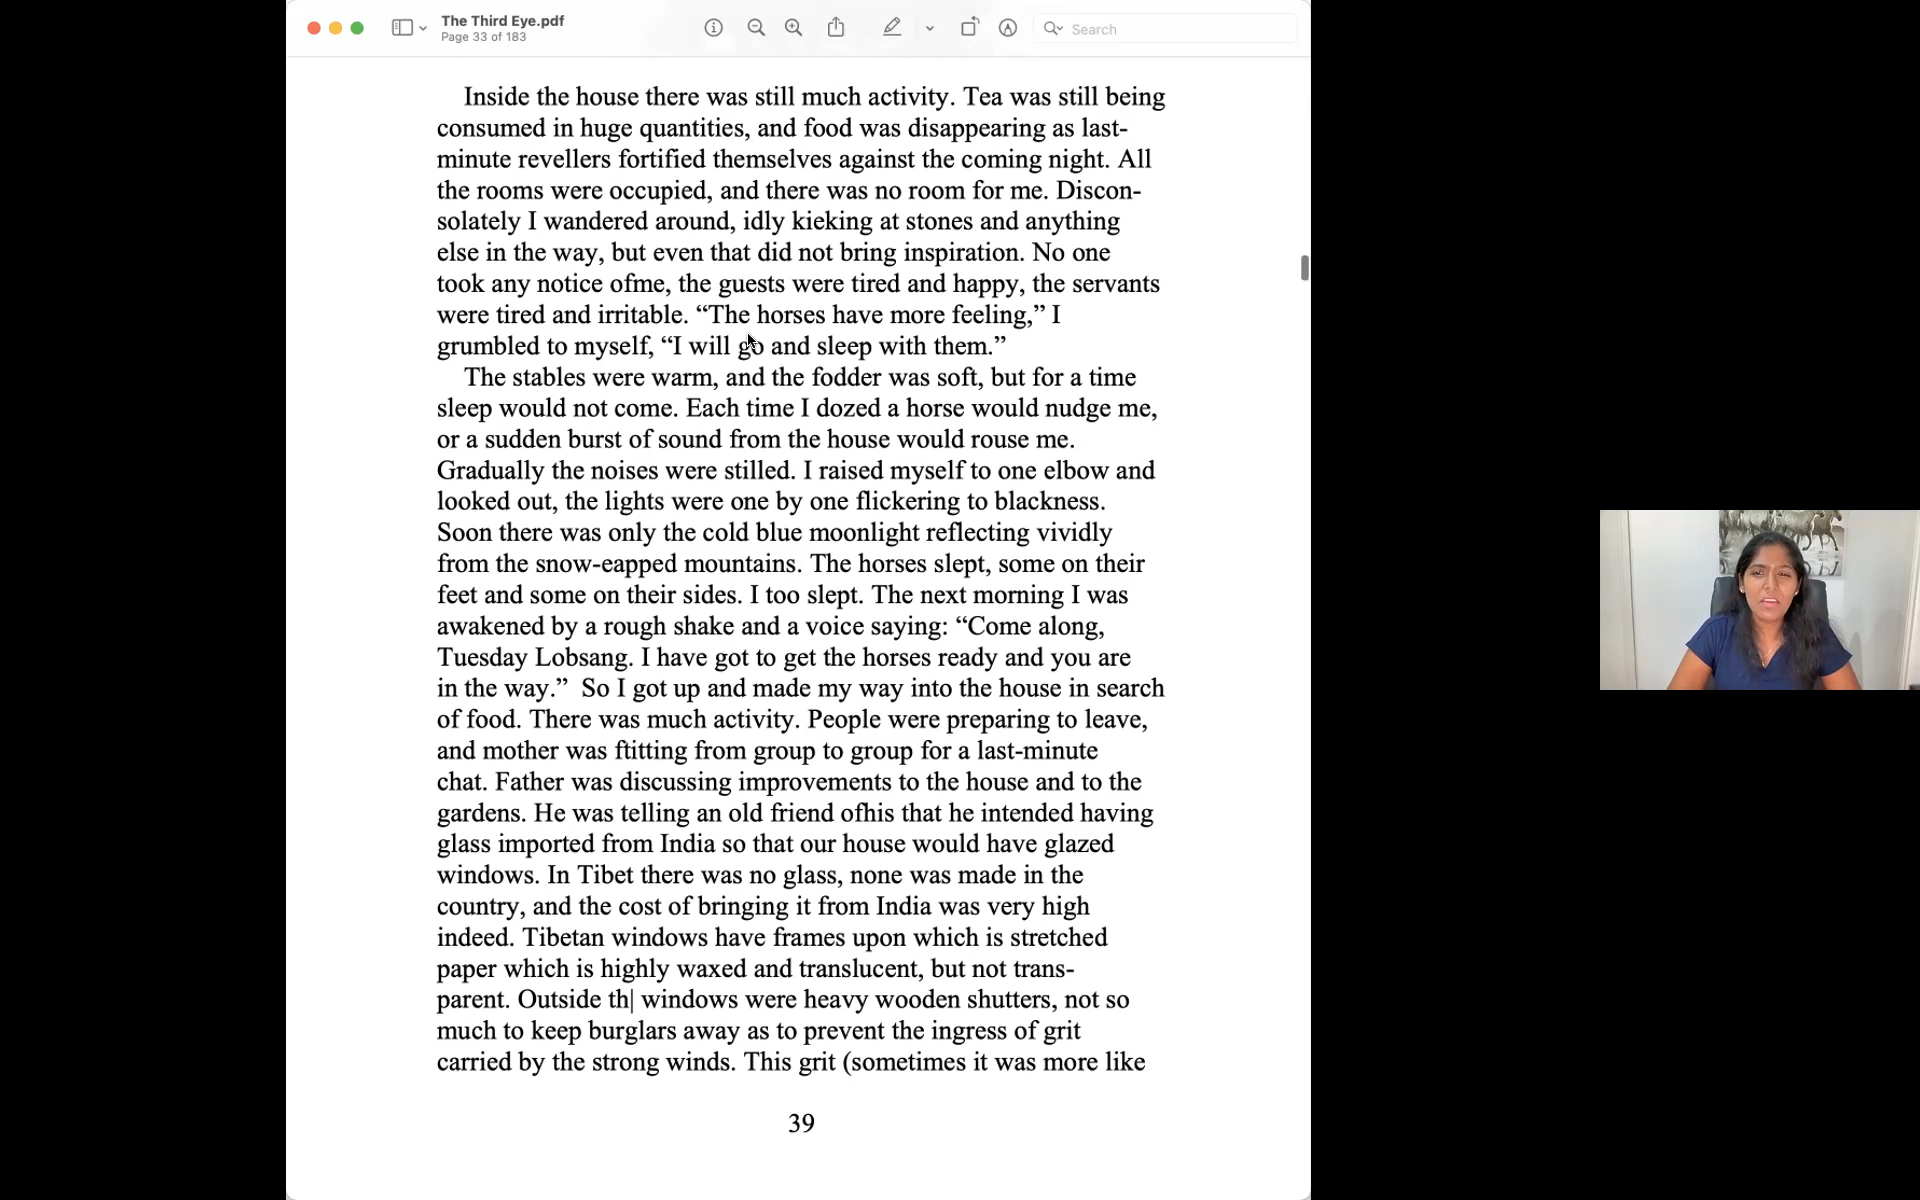 The Third Eye.pdf
Page 33 of 183
Search
Inside the house there was still much activity. Tea was still being
consumed in huge quantities, and food was disappearing as last-
minute revellers fortified themselves against the coming night. All
the rooms were occupied, and there was no room for me. Discon-
solately I wandered around, idly kieking at stones and anything
else in the way, but even that did not bring inspiration. No one
took any notice ofme, the guests were tired and happy, the servants
were tired and irritable. “The horses have more feeling,” I
grumbled to myself, “I will go and sleep with them.”
The stables were warm, and the fodder was soft, but for a time
sleep would not come. Each time I dozed a horse would nudge me,
or a sudden burst of sound from the house would rouse me.
Gradually the noises were stilled. I raised myself to one elbow and
looked out, the lights were one by one flickering to blackness.
Soon there was only the cold blue moonlight reflecting vividly
from the snow-eapped mountains. The horses slept, some on their
feet and some on their sides. I too slept. The next morning I was
awakened by a rough shake and a voice saying: “Come along,
Tuesday Lobsang. I have got to get the horses ready and you are
in the way.”  So I got up and made my way into the house in search
of food. There was much activity. People were preparing to leave,
and mother was ftitting from group to group for a last-minute
chat. Father was discussing improvements to the house and to the
gardens. He was telling an old friend ofhis that he intended having
glass imported from India so that our house would have glazed
windows. In Tibet there was no glass, none was made in the
country, and the cost of bringing it from India was very high
indeed. Tibetan windows have frames upon which is stretched
paper which is highly waxed and translucent, but not trans-
parent. Outside th| windows were heavy wooden shutters, not so
much to keep burglars away as to prevent the ingress of grit
carried by the strong winds. This grit (sometimes it was more like
39